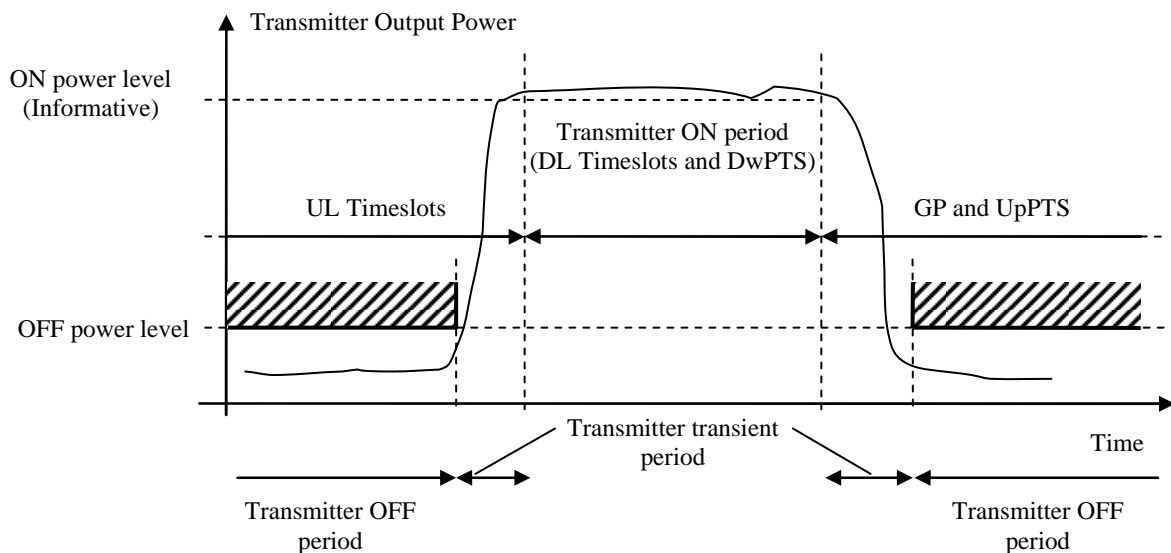 Transmitter Output Power
ON power level
(Informative)
Transmitter ON period
(DL Timeslots and DwPTS)
UL Timeslots
GP and UpPTS
OFF power level
Transmitter transient
period
Time
Transmitter OFF
period
Transmitter OFF
period